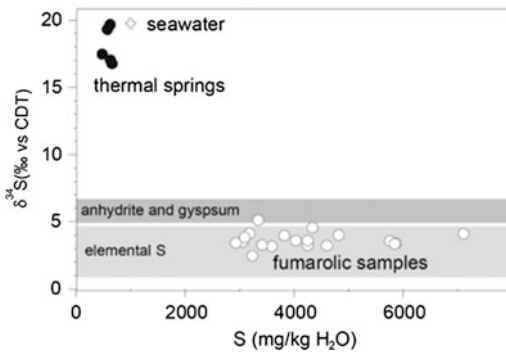 20
seawater
thermal springs
15
10
anhydrite and gyspsum
5
elemental S
fumarolic samples
0
0 2000 4000 6000
S (mg/kg H₂O)
δ³⁴S(‰ vs CDT)